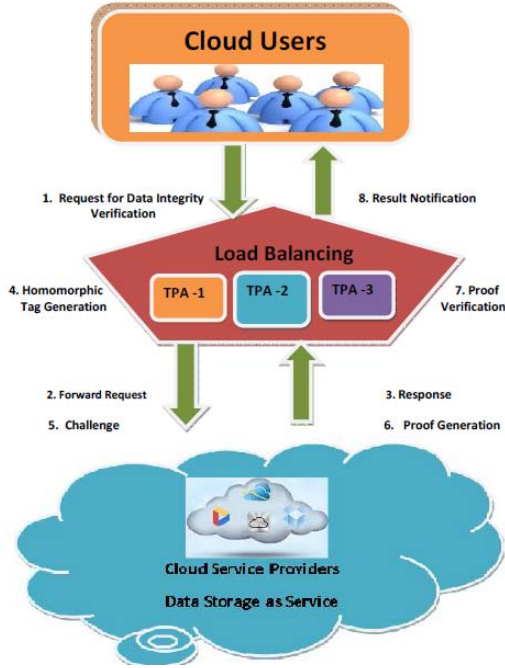 Cloud Users
1. Request for Data Integrity
Verification
8. Result Notification
Load Balancing
TPA -1
TPA -2
TPA -3
4. Homomorphic
Tag Generation
7. Proof
Verification
2. Forward Request
3. Response
5. Challenge
6. Proof Generation
Cloud Service Providers
Data Storage as Service